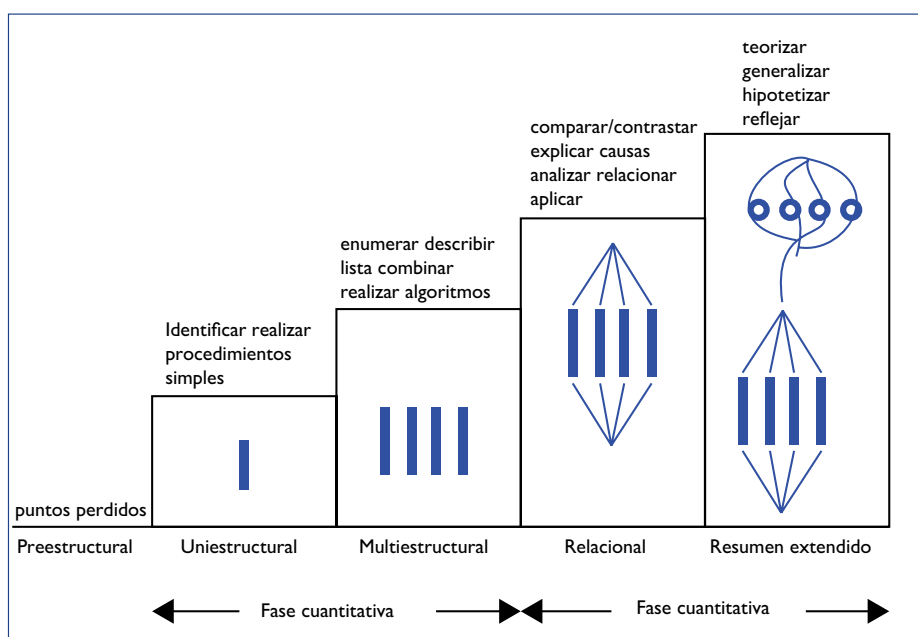 teorizar
generalizar
hipotetizar
reflejar
comparar/contrastar
explicar causas
analizar relacionar
aplicar
enumerar describir
lista combinar
realizar algoritmos
Identificar realizar
procedimientos
simples
puntos perdidos
Preestructural
Uniestructural
Multiestructural
Relacional
Resumen extendido
Fase cuantitativa
Fase cuantitativa